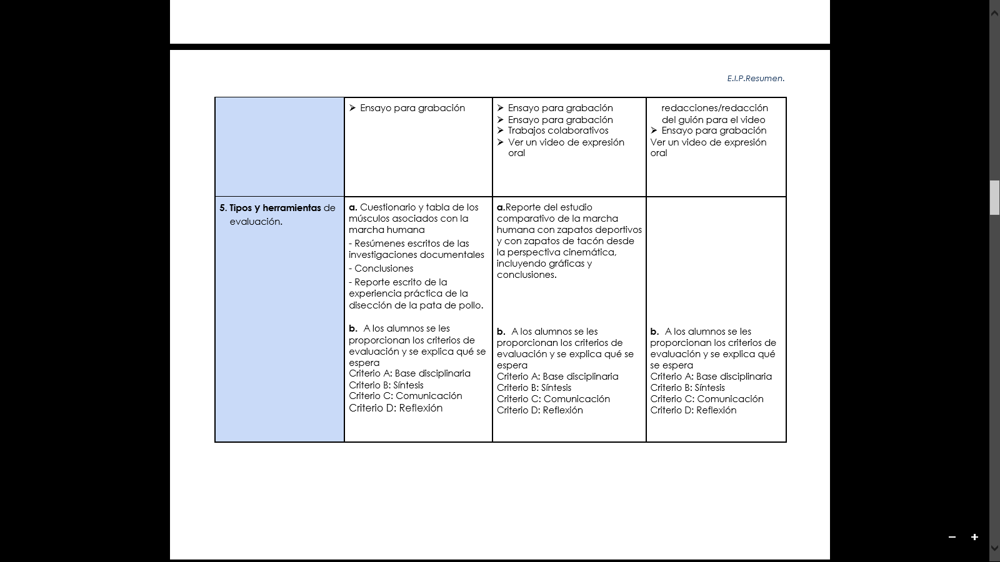 E.I.P.Resumen.
➢ Ensayo para grabación
➢ Ensayo para grabación
➢ Ensayo para grabación
➢ Trabajos colaborativos
➢ Ver un video de expresión
oral
redacciones/redacción
del guión para el video
➢ Ensayo para grabación
Ver un video de expresión
oral
5. Tipos y herramientas de
evaluación.
a. Cuestionario y tabla de los
músculos asociados con la
marcha humana
- Resúmenes escritos de las
investigaciones documentales
- Conclusiones
- Reporte escrito de la
experiencia práctica de la
disección de la pata de pollo.
b. A los alumnos se les
proporcionan los criterios de
evaluación y se explica qué se
espera
Criterio A: Base disciplinaria
Criterio B: Síntesis
Criterio C: Comunicación
Criterio D: Reflexión
a.Reporte del estudio
comparativo de la marcha
humana con zapatos deportivos
y con zapatos de tacón desde
la perspectiva cinemática,
incluyendo gráficas y
conclusiones.
b. A los alumnos se les
proporcionan los criterios de
evaluación y se explica qué se
espera
Criterio A: Base disciplinaria
Criterio B: Síntesis
Criterio C: Comunicación
Criterio D: Reflexión
b. A los alumnos se les
proporcionan los criterios de
evaluación y se explica qué
se espera
Criterio A: Base disciplinaria
Criterio B: Síntesis
Criterio C: Comunicación
Criterio D: Reflexión